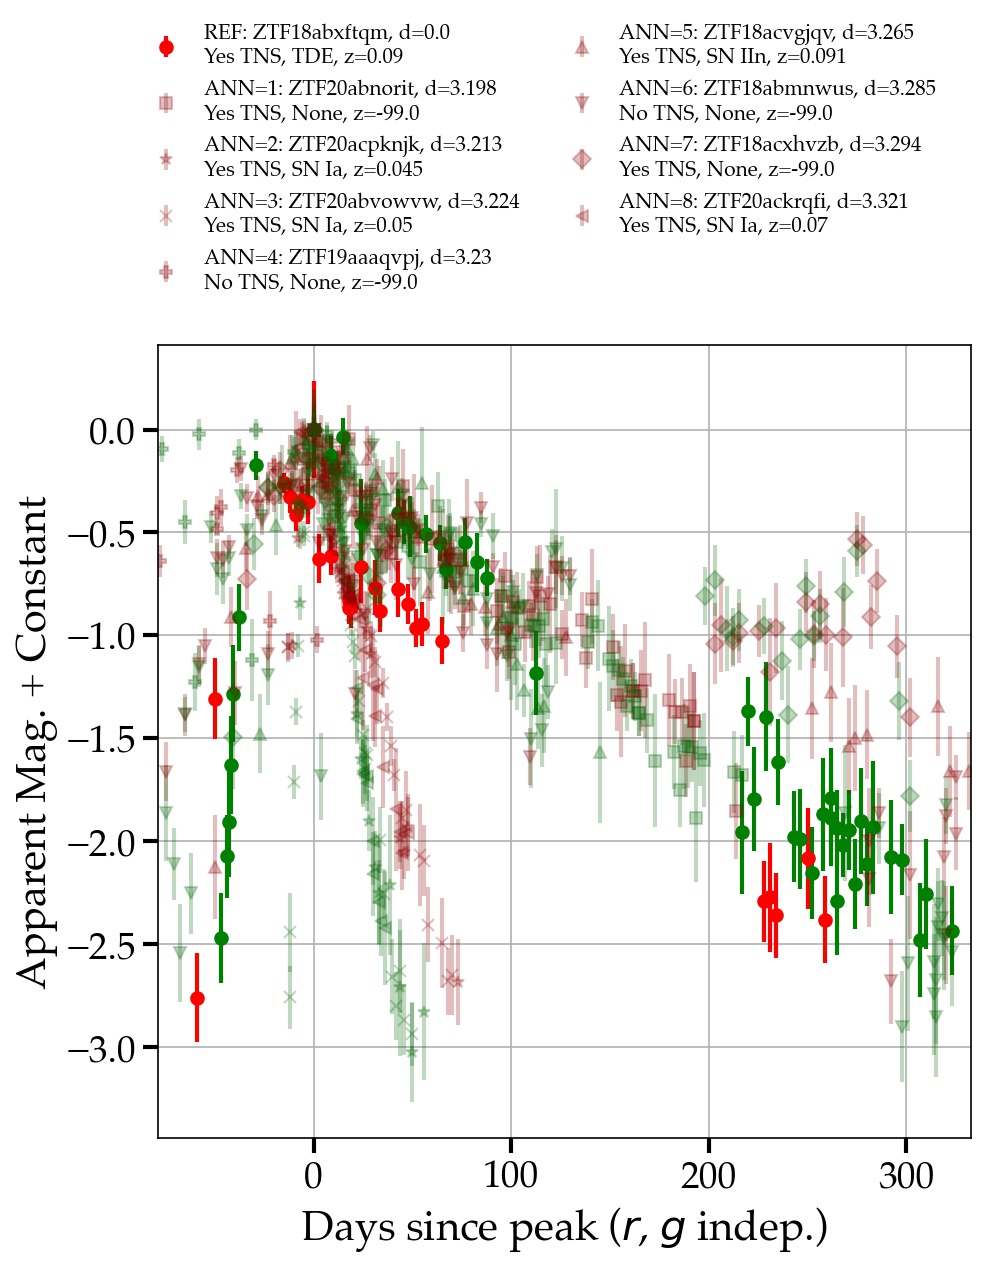 REF: ZTF18abxftqm, d=0.0
Yes TNS, TDE, z=0.09
ANN=1: ZTF20abnorit, d=3.198
Yes TNS, None, z=-99.0
ANN=2: ZTF20acpknjk, d=3.213
Yes TNS, SN Ia, z=0.045
ANN=3: ZTF20abvowvw, d=3.224
Yes TNS, SN Ia, z=0.05
ANN=4: ZTF19aaaqvpj, d=3.23
No TNS, None, z=-99.0
ANN=5: ZTF18acvgjqv, d=3.265
Yes TNS, SN IIn, z=0.091
ANN=6: ZTF18abmnwus, d=3.285
No TNS, None, z=-99.0
ANN=7: ZTF18acxhvzb, d=3.294
Yes TNS, None, z=-99.0
ANN=8: ZTF20ackrqfi, d=3.321
Yes TNS, SN Ia, z=0.07
Apparent Mag. + Constant
0.0
−0.5
−1.0
−1.5
−2.0
−2.5
−3.0
0 100 200 300
Days since peak (r, g indep.)